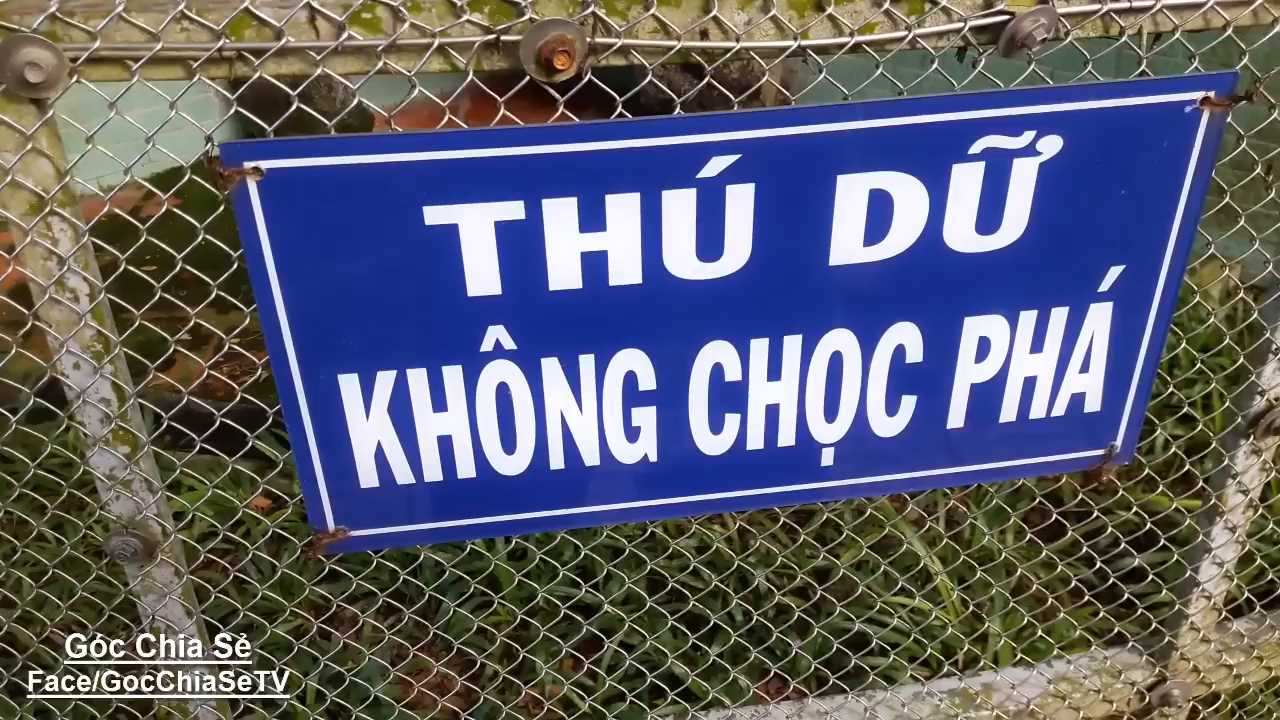 THÚ DỮ
KHÔNG CHỌC PHÁ
Góc Chia Sẻ
Face/GocChiaSeTV